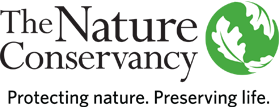 The Nature
Conservancy
Protecting nature. Preserving life.